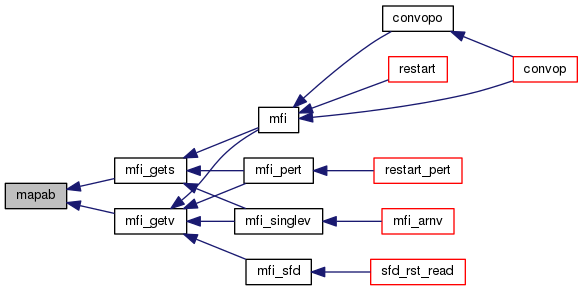 convopo
restart
convop
mfi
mfi_gets
mfi_pert
restart_pert
mapab
mfi_getv
mfi_singlev
mfi_arnv
mfi_sfd
sfd_rst_read